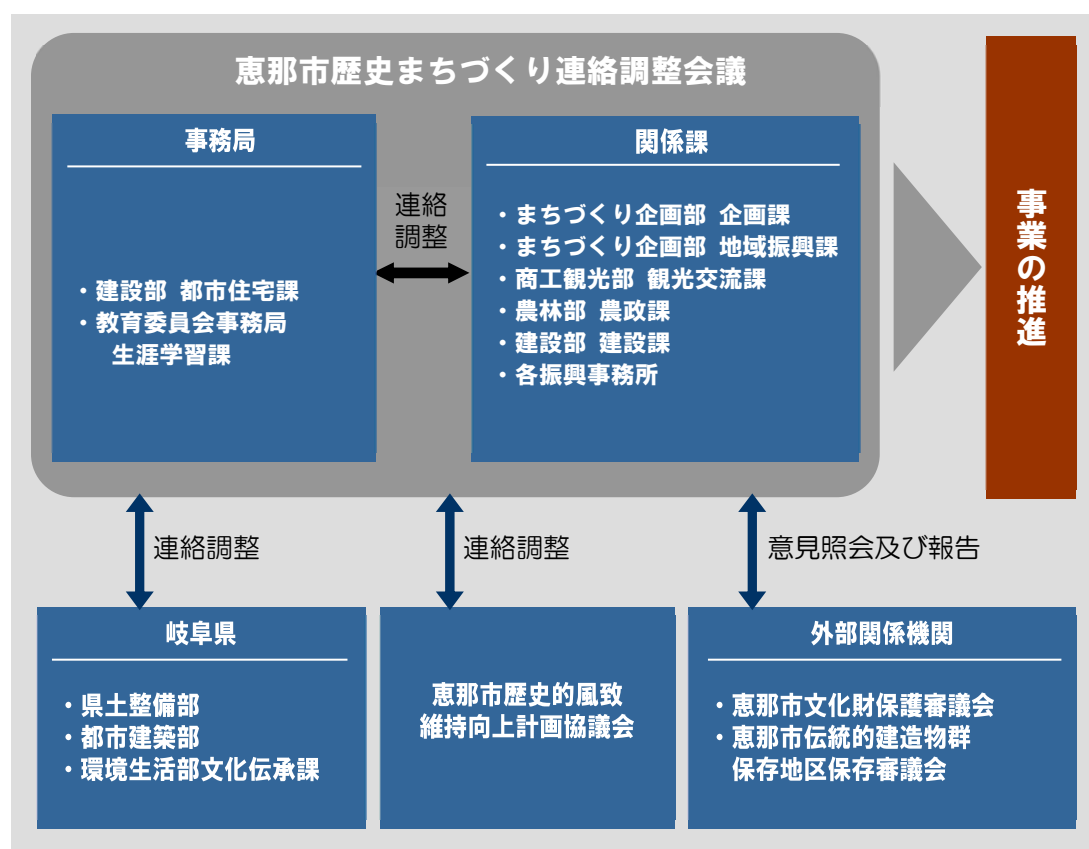 恵那市歴史まちづくり連絡調整会議
事務局
・建設部 都市住宅課
・教育委員会事務局
生涯学習課
連絡
調整
関係課
・まちづくり企画部 企画課
・まちづくり企画部 地域振興課
・商工観光部 観光交流課
・農林部 農政課
・建設部 建設課
・各振興事務所
事業の推進
連絡調整
連絡調整
意見照会及び報告
岐阜県
・県土整備部
・都市建築部
・環境生活部文化伝承課
恵那市歴史的風致
維持向上計画協議会
外部関係機関
・恵那市文化財保護審議会
・恵那市伝統的建造物群
保存地区保存審議会